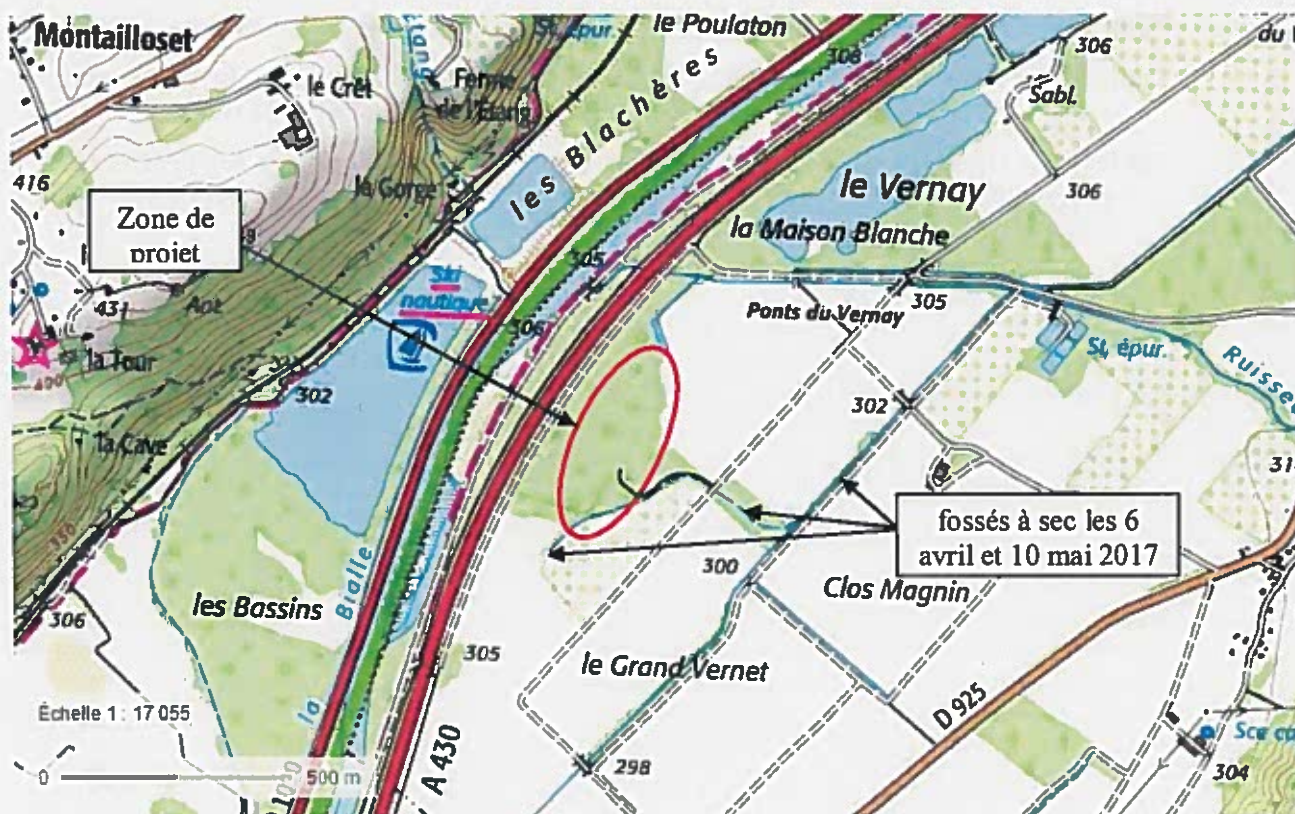 Montailloset
le Crêt
Étang
St. épur.
Ferme
de l'Étang
le Poulaton
308
306
Sabl.
416
la Gorge
les Blachères
le Vernay
306
Zone de
projet
la Maison Blanche
431
305
Ski
nautique
306
305
Ponts du Vernay
St. épur.
la Tour
400
302
302
la Cave
350
fossés à sec les 6
avril et 10 mai 2017
300
Clos Magnin
les Bassins
la Bialle
306
305
le Grand Vernet
D 925
Échelle 1 : 17 055
0
500 m
A 430
298
304